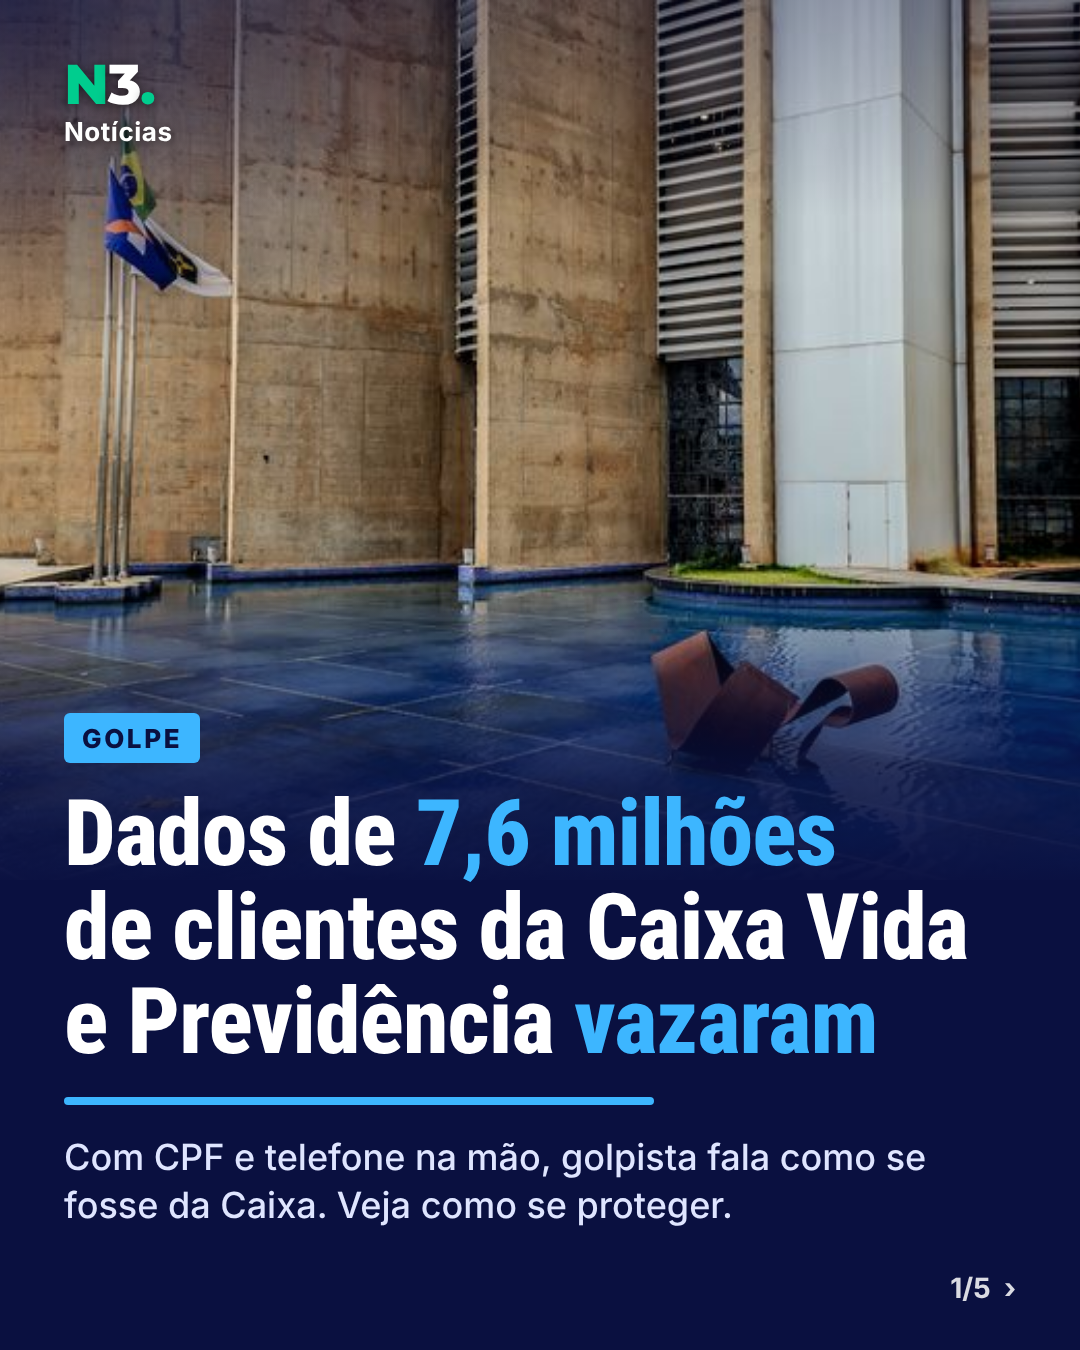 N3.
Notícias
GOLPE
Dados de 7,6 milhões
de clientes da Caixa Vida
e Previdência vazaram
Com CPF e telefone na mão, golpista fala como se
fosse da Caixa. Veja como se proteger.
1/5 ›